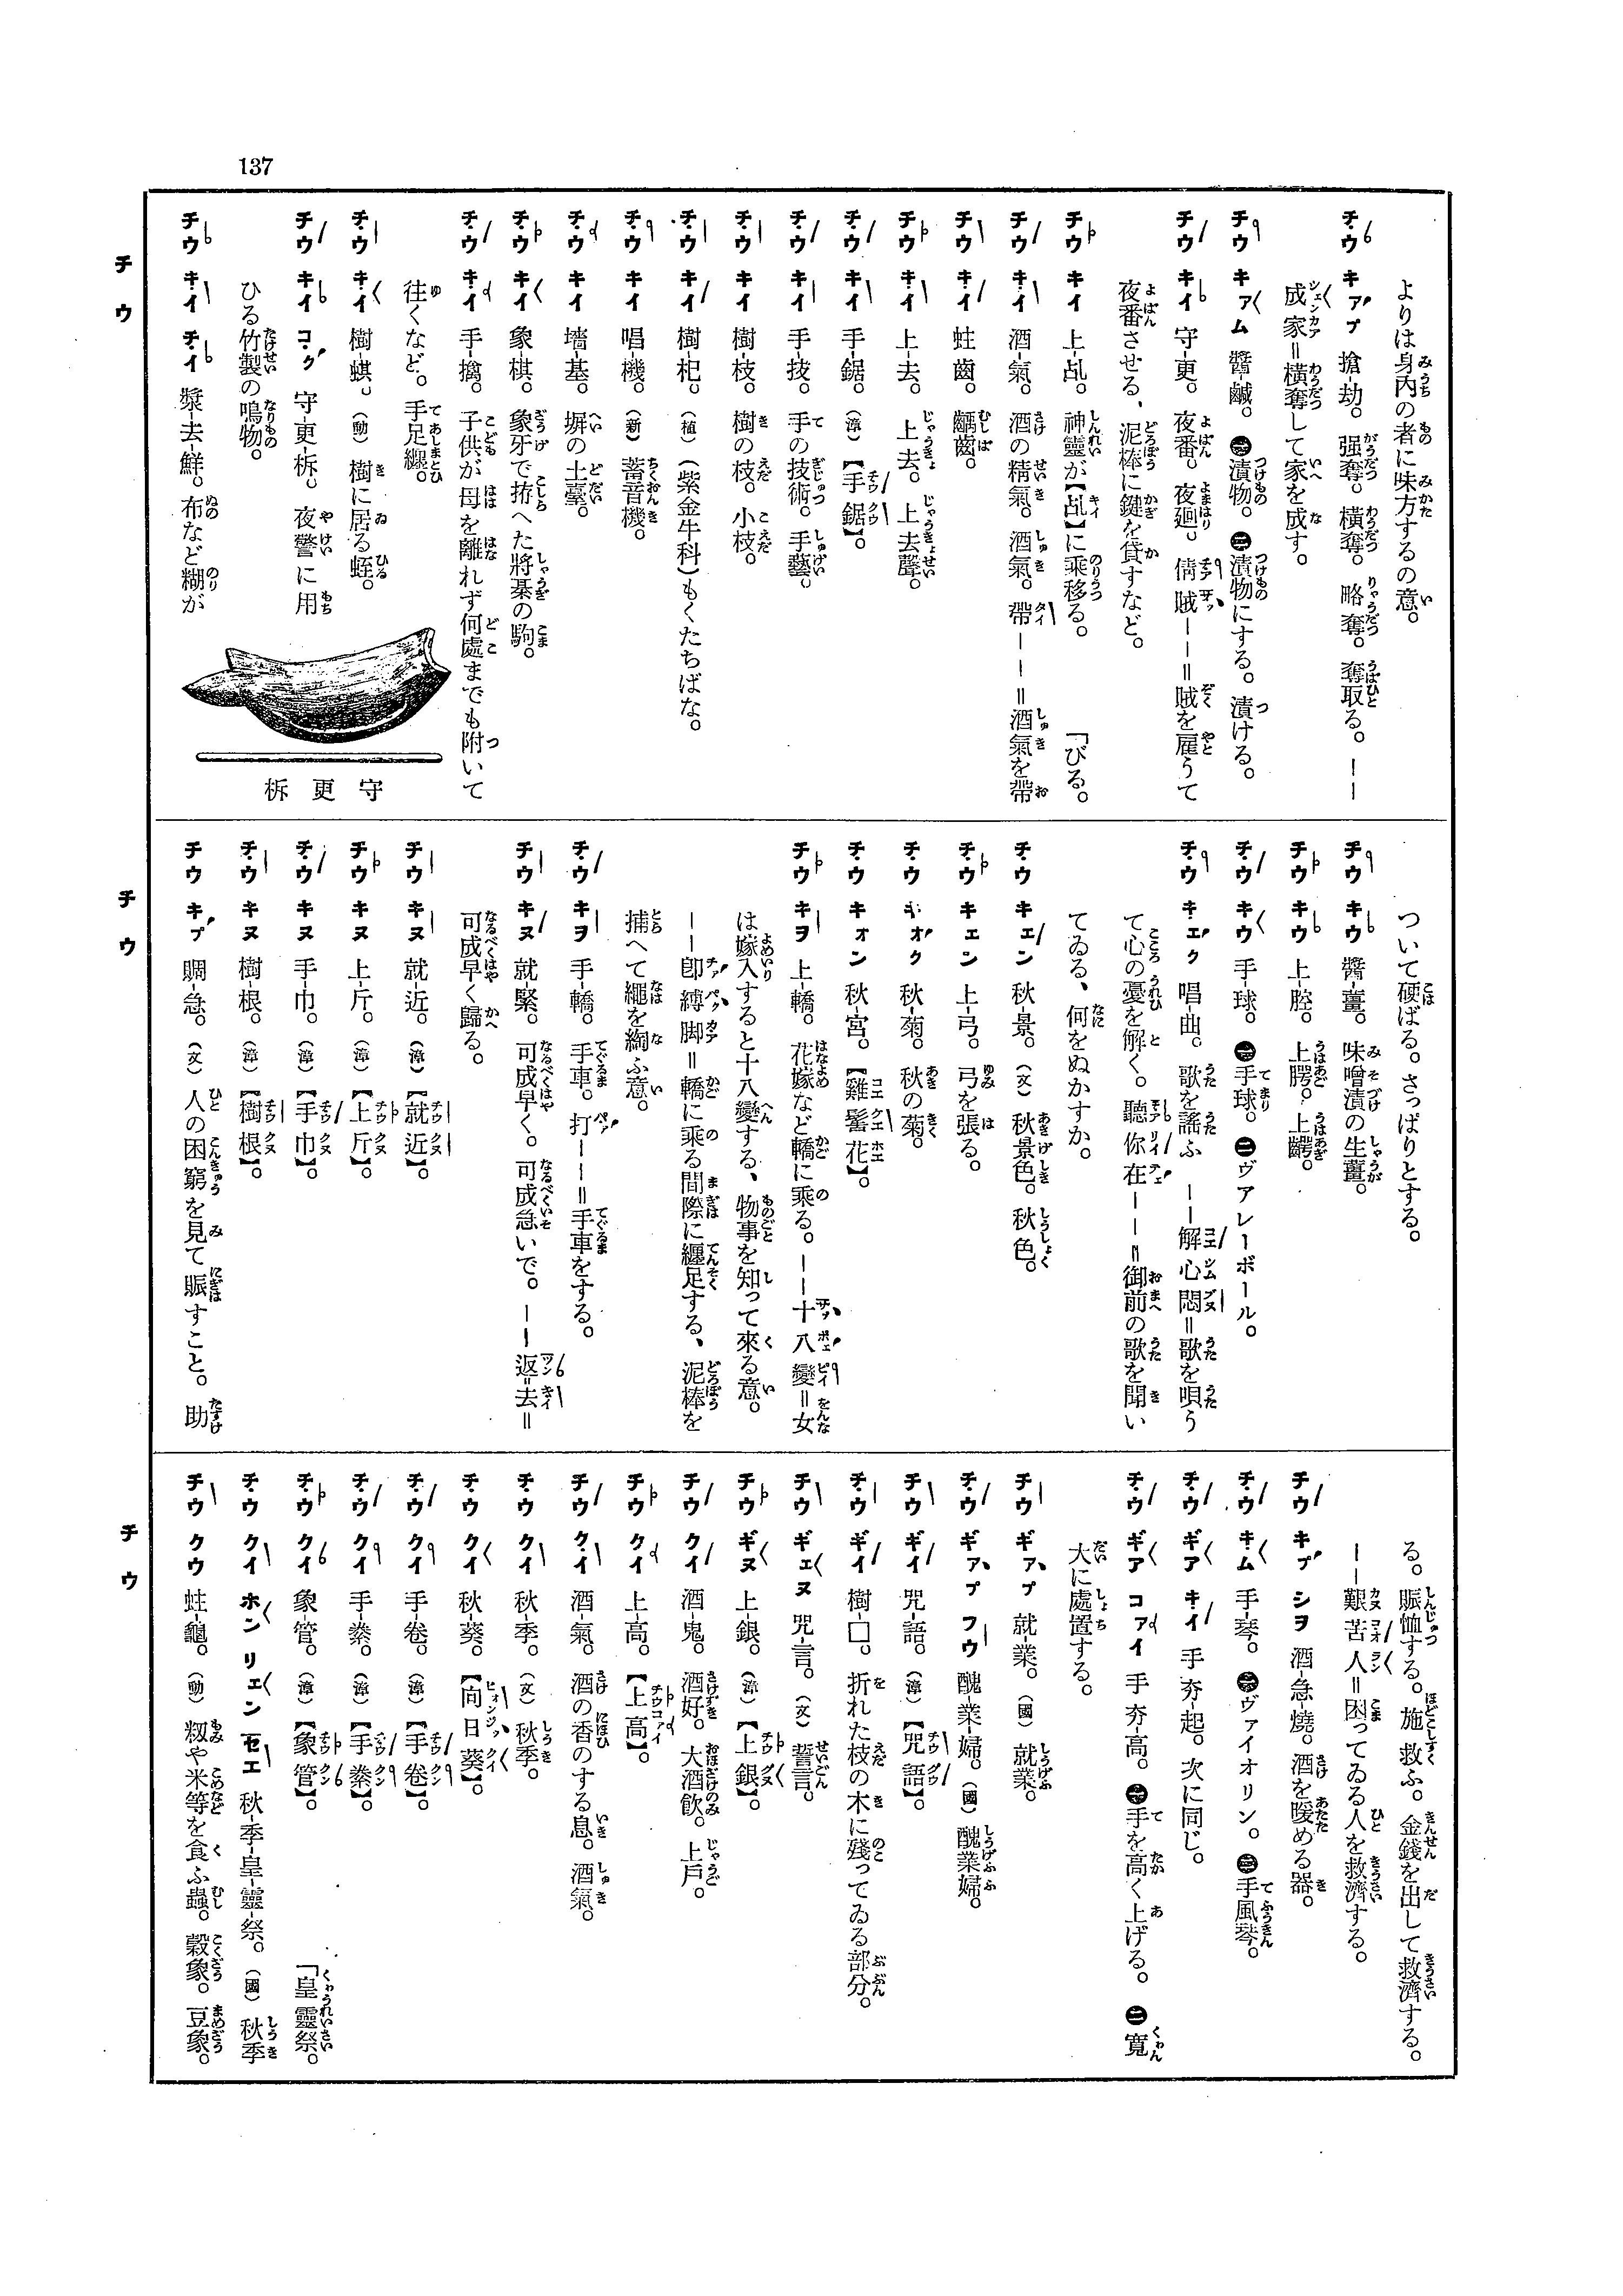 137
よりは身內の者に味方するの意。
チウ キアプ 搶-劫。 强奪。橫奪。 略奪。奪取る。——
成家＝橫奪して家を成す。
チウ キアム 醬-鹹。 ㊀漬物。㊁漬物にする。漬ける。
チウ キイ 守-更。 夜番。夜廻。倩賊——＝賊を雇うて
夜番させる、泥棒に鍵を貸すなど。
チウ キイ 上-乩。 神靈が【乩】に乘移る。
チウ キイ 酒-氣。 酒の精氣。酒氣。帶——＝酒氣を帶「びる。
チウ キイ 蛀-齒。 齲齒。
チウ キイ 上-去。 上去。上去聲。
チウ キイ 手-鋸。 (漳) 【手鋸】。
チウ キイ 手-技。 手の技術。手藝。
チウ キイ 樹-枝。 樹の枝。小枝。
チウ キイ 樹-杞。 (植) (紫金牛科)もくたちばな。
チウ キイ 唱-機。 (新) 蓄音機。
チウ キイ 墻-基。 塀の土臺。
チウ キイ 象-棋。 象牙で拵へた將棊の駒。
チウ キイ 手-擒。 子供が母を離れず何處までも附いて
往くなど。手足纒。
チウ キイ 樹-蜞。 (動) 樹に居る蛭。
チウ キイ コク 守-更-柝。夜警に用
ひる竹製の鳴物。
チウ キイ チイ 漿-去-鮮。布など糊が
守更柝
ついて硬ばる。さっぱりとする。
チウ キウ 醬-薑。 味噌漬の生薑。
チウ キウ 上-腔。 上腭。上齶。
チウ キウ 手-球。 ㊀手球。㊁ヴアレーボール。
チウ キエク 唱-曲。 歌を謠ふ ——解心悶＝歌を唄う
て心の憂を解く。聽你在——＝御前の歌を聞い
てゐる、何をぬかすか。
チウ キエン 秋-景。 (文) 秋景色。秋色。
チウ キエン 上-弓。 弓を張る。
チウ キオク 秋-菊。 秋の菊。
チウ キオン 秋-宮。【雞髻花】。
チウ キヲ 上-轎。 花嫁など轎に乘る。——十八變＝女
は嫁入すると十八變する、物事を知って來る意。
——卽縛脚＝轎に乘る間際に纒足する、泥棒を
捕へて繩を綯ふ意。
チウ キヲ 手-轎。 手車。打——＝手車をする。
チウ キヌ 就-緊。 可成早く。可成急いで。——返=去＝
可成早く歸る。
チウ キヌ 就-近。 (漳) 【就近】。
チウ キヌ 上-斤。 (漳) 【上斤】。
チウ キヌ 手-巾。 (漳) 【手巾】。
チウ キヌ 樹-根。 (漳) 【樹根】。
チウ キプ 賙-急。 (文) 人の困窮を見て賑すこと。助
る。賑恤する。施救ふ。金錢を出して救濟する。
——艱苦人＝困ってゐる人を救濟する。
チウ キプ シヲ 酒-急-燒。酒を暖める器。
チウ キム 手-琴。 ㊀ヴァイオリン。㊁手風琴。
チウ ギア キイ 手夯-起。次に同じ。
チウ ギア コアイ 手夯-高。㊀手を高く上げる。㊁寬
大に處置する。
チウ ギアプ 就-業。 (國) 就業。
チウ ギアプ フウ 醜-業-婦。(國) 醜業婦。
チウ ギイ 咒-語。 (漳) 【咒語】。
チウ ギイ 樹-□。 折れた枝の木に殘ってゐる部分。
チウ ギエヌ 咒-言。 (文) 誓言。
チウ ギヌ 上-銀。 (漳) 【上銀】。
チウ クイ 酒-鬼。 酒好。大酒飮。上戶。
チウ クイ 上-高。 【上高】。
チウ クイ 酒-氣。 酒の香のする息。酒氣。
チウ クイ 秋-季。 (文) 秋季。
チウ クイ 秋-葵。 【向日葵】。
チウ クイ 手-卷。 (漳) 【手卷】。
チウ クイ 手-絭。 (漳) 【手絭】。
チウ クイ 象-管。 (漳) 【象管】。
チウ クイ ホン リェン ゼエ 秋-季-皇-靈-祭。(國) 秋季「皇靈祭。
チウ クウ 蛀-龜。 (動) 籾や米等を食ふ蟲。穀象。豆象。
チウ
チウ
チウ